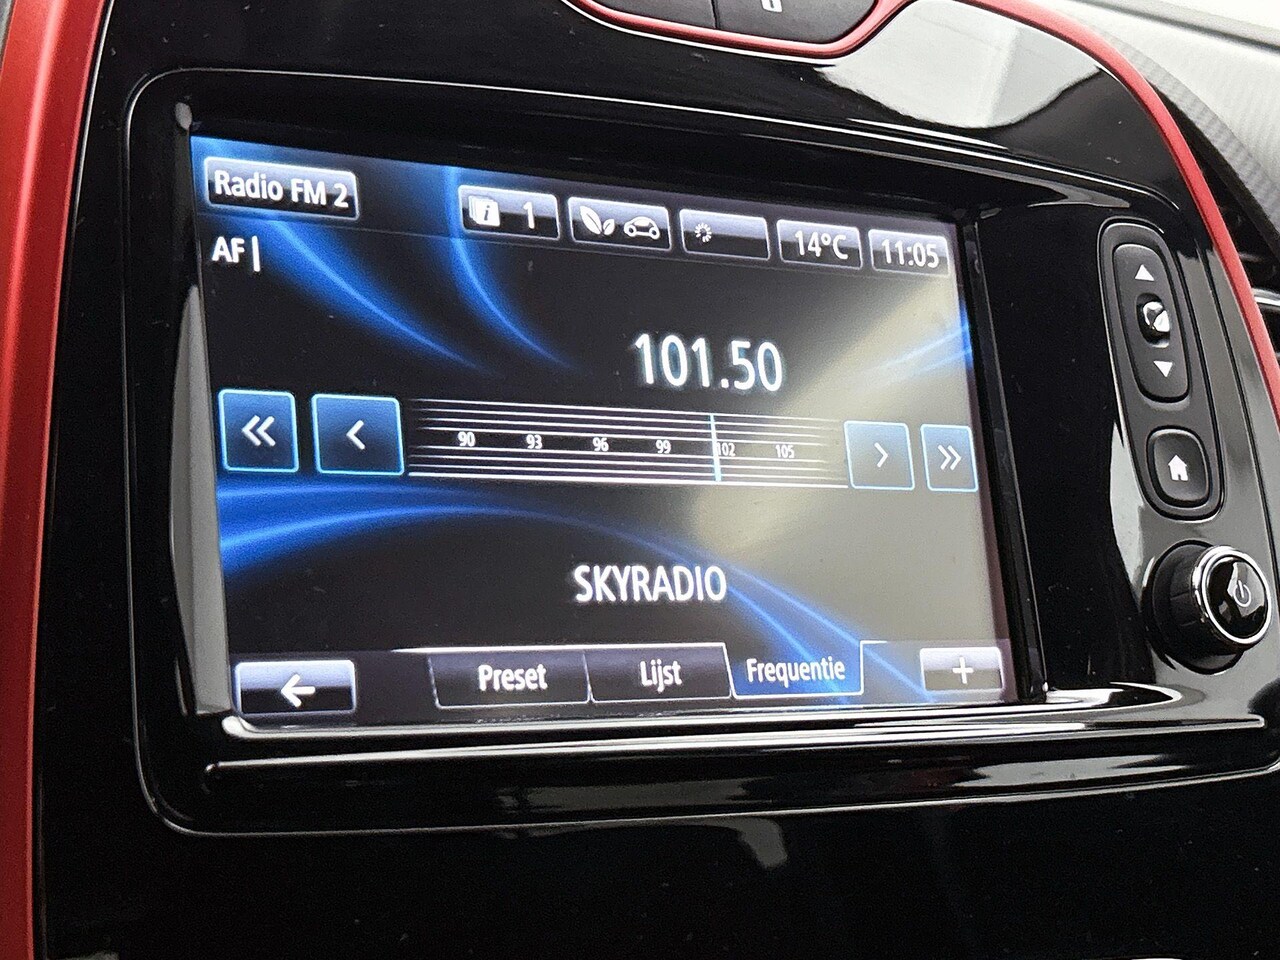 Radio FM 2
i 1
14°C
11:05
AF
101.50
90 93 96 99 102 105
SKYRADIO
Preset
Lijst
Frequentie
+